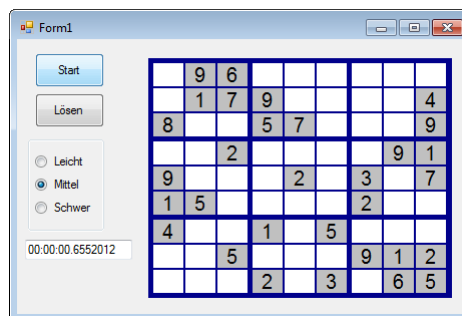 Form1
Start
Lösen
Leicht
Mittel
Schwer
00:00:00.6552012
9 6
1 7 9 4
8 5 7 9
2 9 1
9 2 3 7
1 5 2
4 1 5
5 9 1 2
2 3 6 5